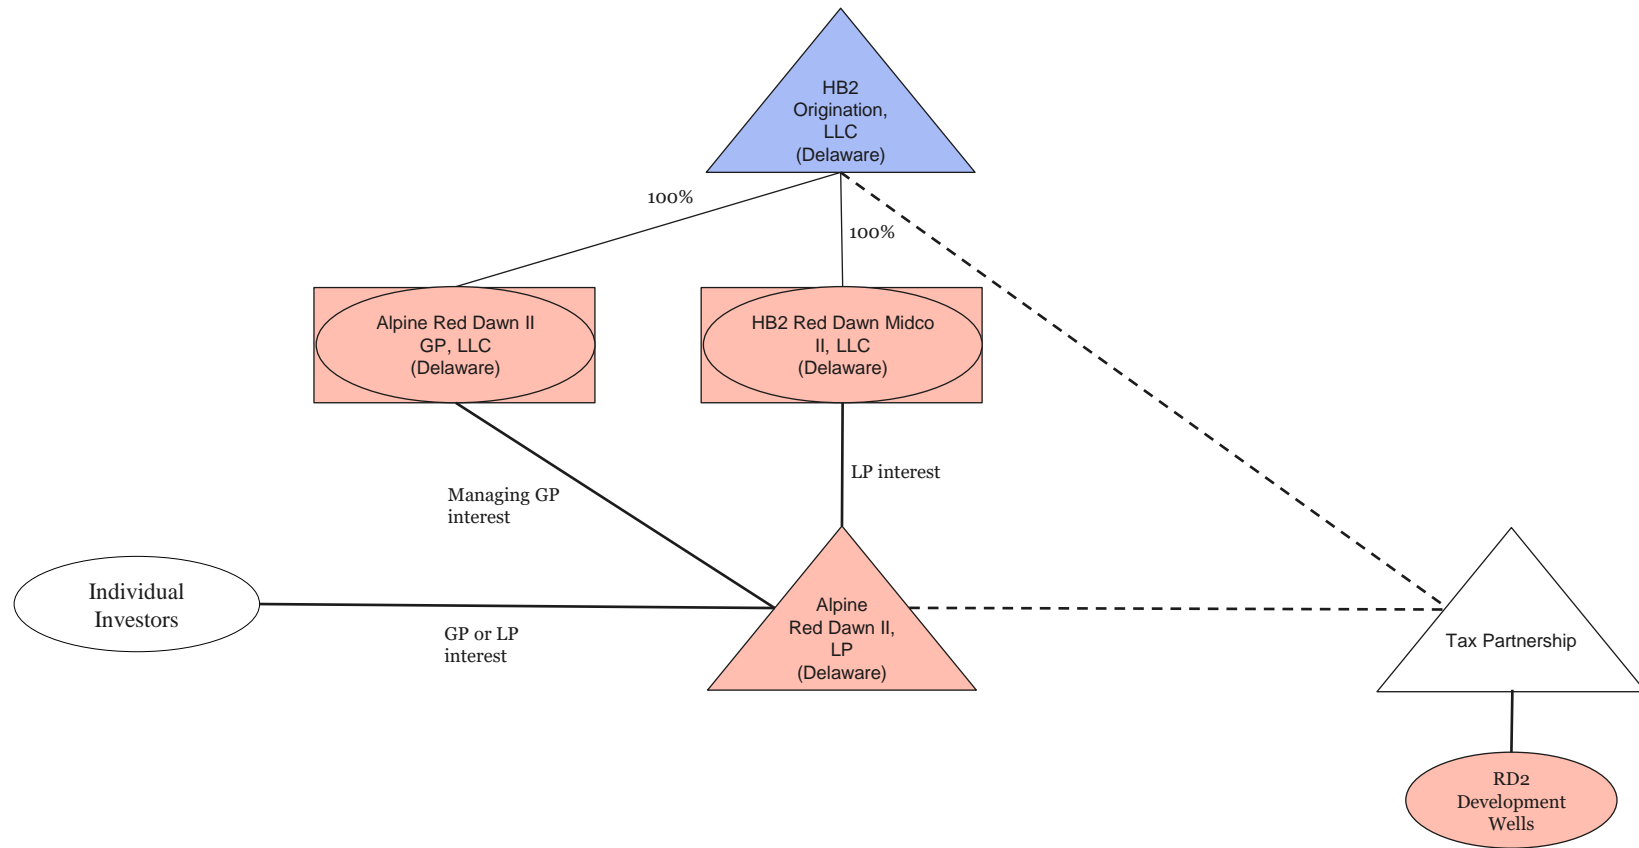 HB2
Origination,
LLC
(Delaware)
100%
100%
Alpine Red Dawn II
GP, LLC
(Delaware)
HB2 Red Dawn Midco
II, LLC
(Delaware)
LP interest
Managing GP
interest
Individual
Investors
GP or LP
interest
Alpine
Red Dawn II,
LP
(Delaware)
Tax Partnership
RD2
Development
Wells